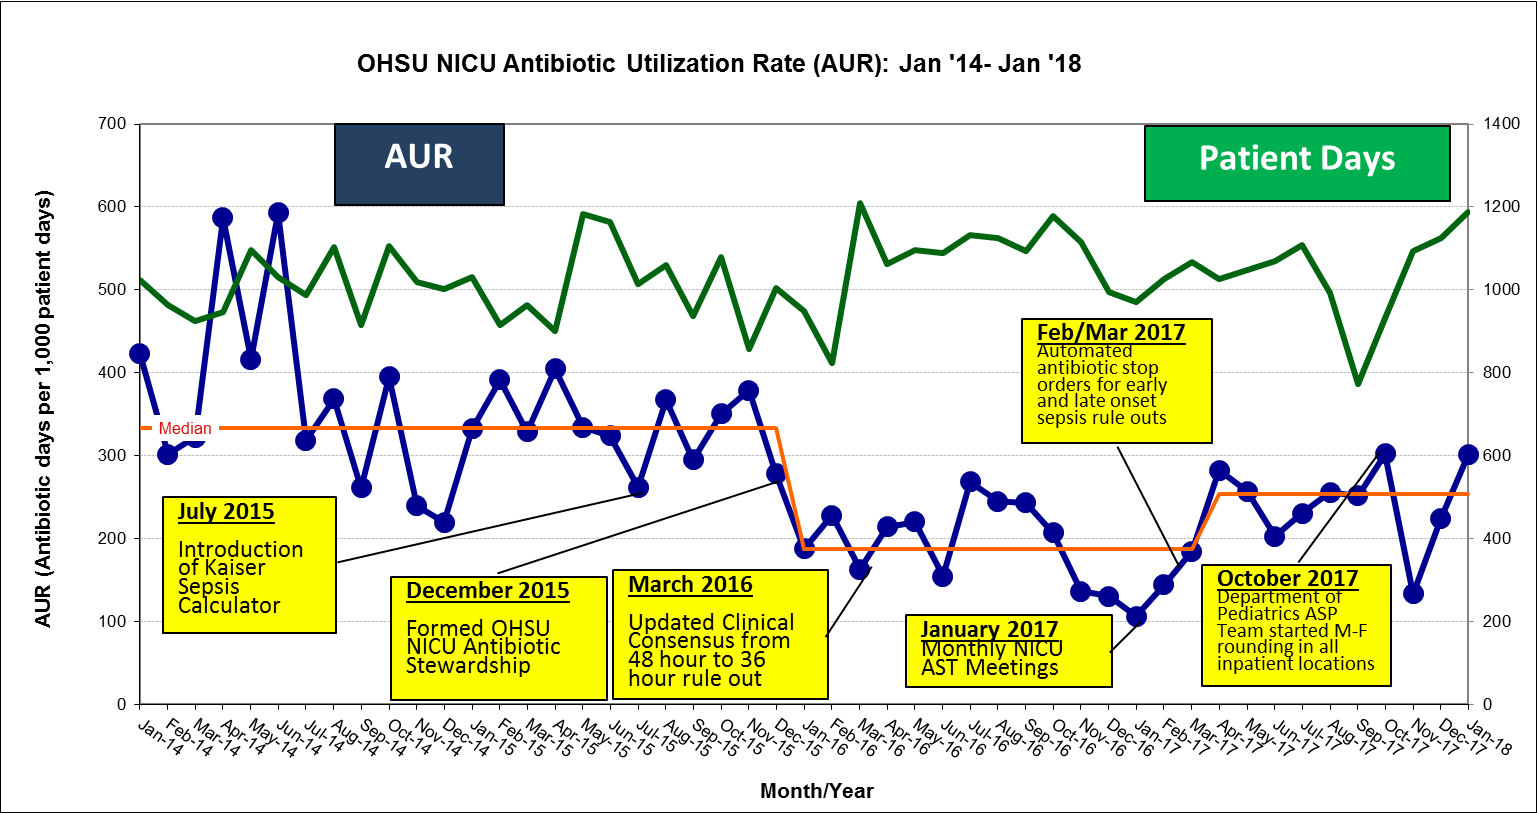 OHSU NICU Antibiotic Utilization Rate (AUR): Jan '14- Jan '18
AUR
Patient Days
AUR (Antibiotic days per 1,000 patient days)
700
600
500
400
300
200
100
0
1400
1200
1000
800
600
400
200
0
Median
July 2015
Introduction
of Kaiser
Sepsis
Calculator
December 2015
Formed OHSU
NICU Antibiotic
Stewardship
March 2016
Updated Clinical
Consensus from
48 hour to 36
hour rule out
January 2017
Monthly NICU
AST Meetings
Feb/Mar 2017
Automated
antibiotic stop
orders for early
and late onset
sepsis rule outs
October 2017
Department of
Pediatrics ASP
Team started M-F
rounding in all
inpatient locations
Jan-14
Feb-14
Mar-14
Apr-14
May-14
Jun-14
Jul-14
Aug-14
Sep-14
Oct-14
Nov-14
Dec-14
Jan-15
Feb-15
Mar-15
Apr-15
May-15
Jun-15
Jul-15
Aug-15
Sep-15
Oct-15
Nov-15
Dec-15
Jan-16
Feb-16
Mar-16
Apr-16
May-16
Jun-16
Jul-16
Aug-16
Sep-16
Oct-16
Nov-16
Dec-16
Jan-17
Feb-17
Mar-17
Apr-17
May-17
Jun-17
Jul-17
Aug-17
Sep-17
Oct-17
Nov-17
Dec-17
Jan-18
Month/Year